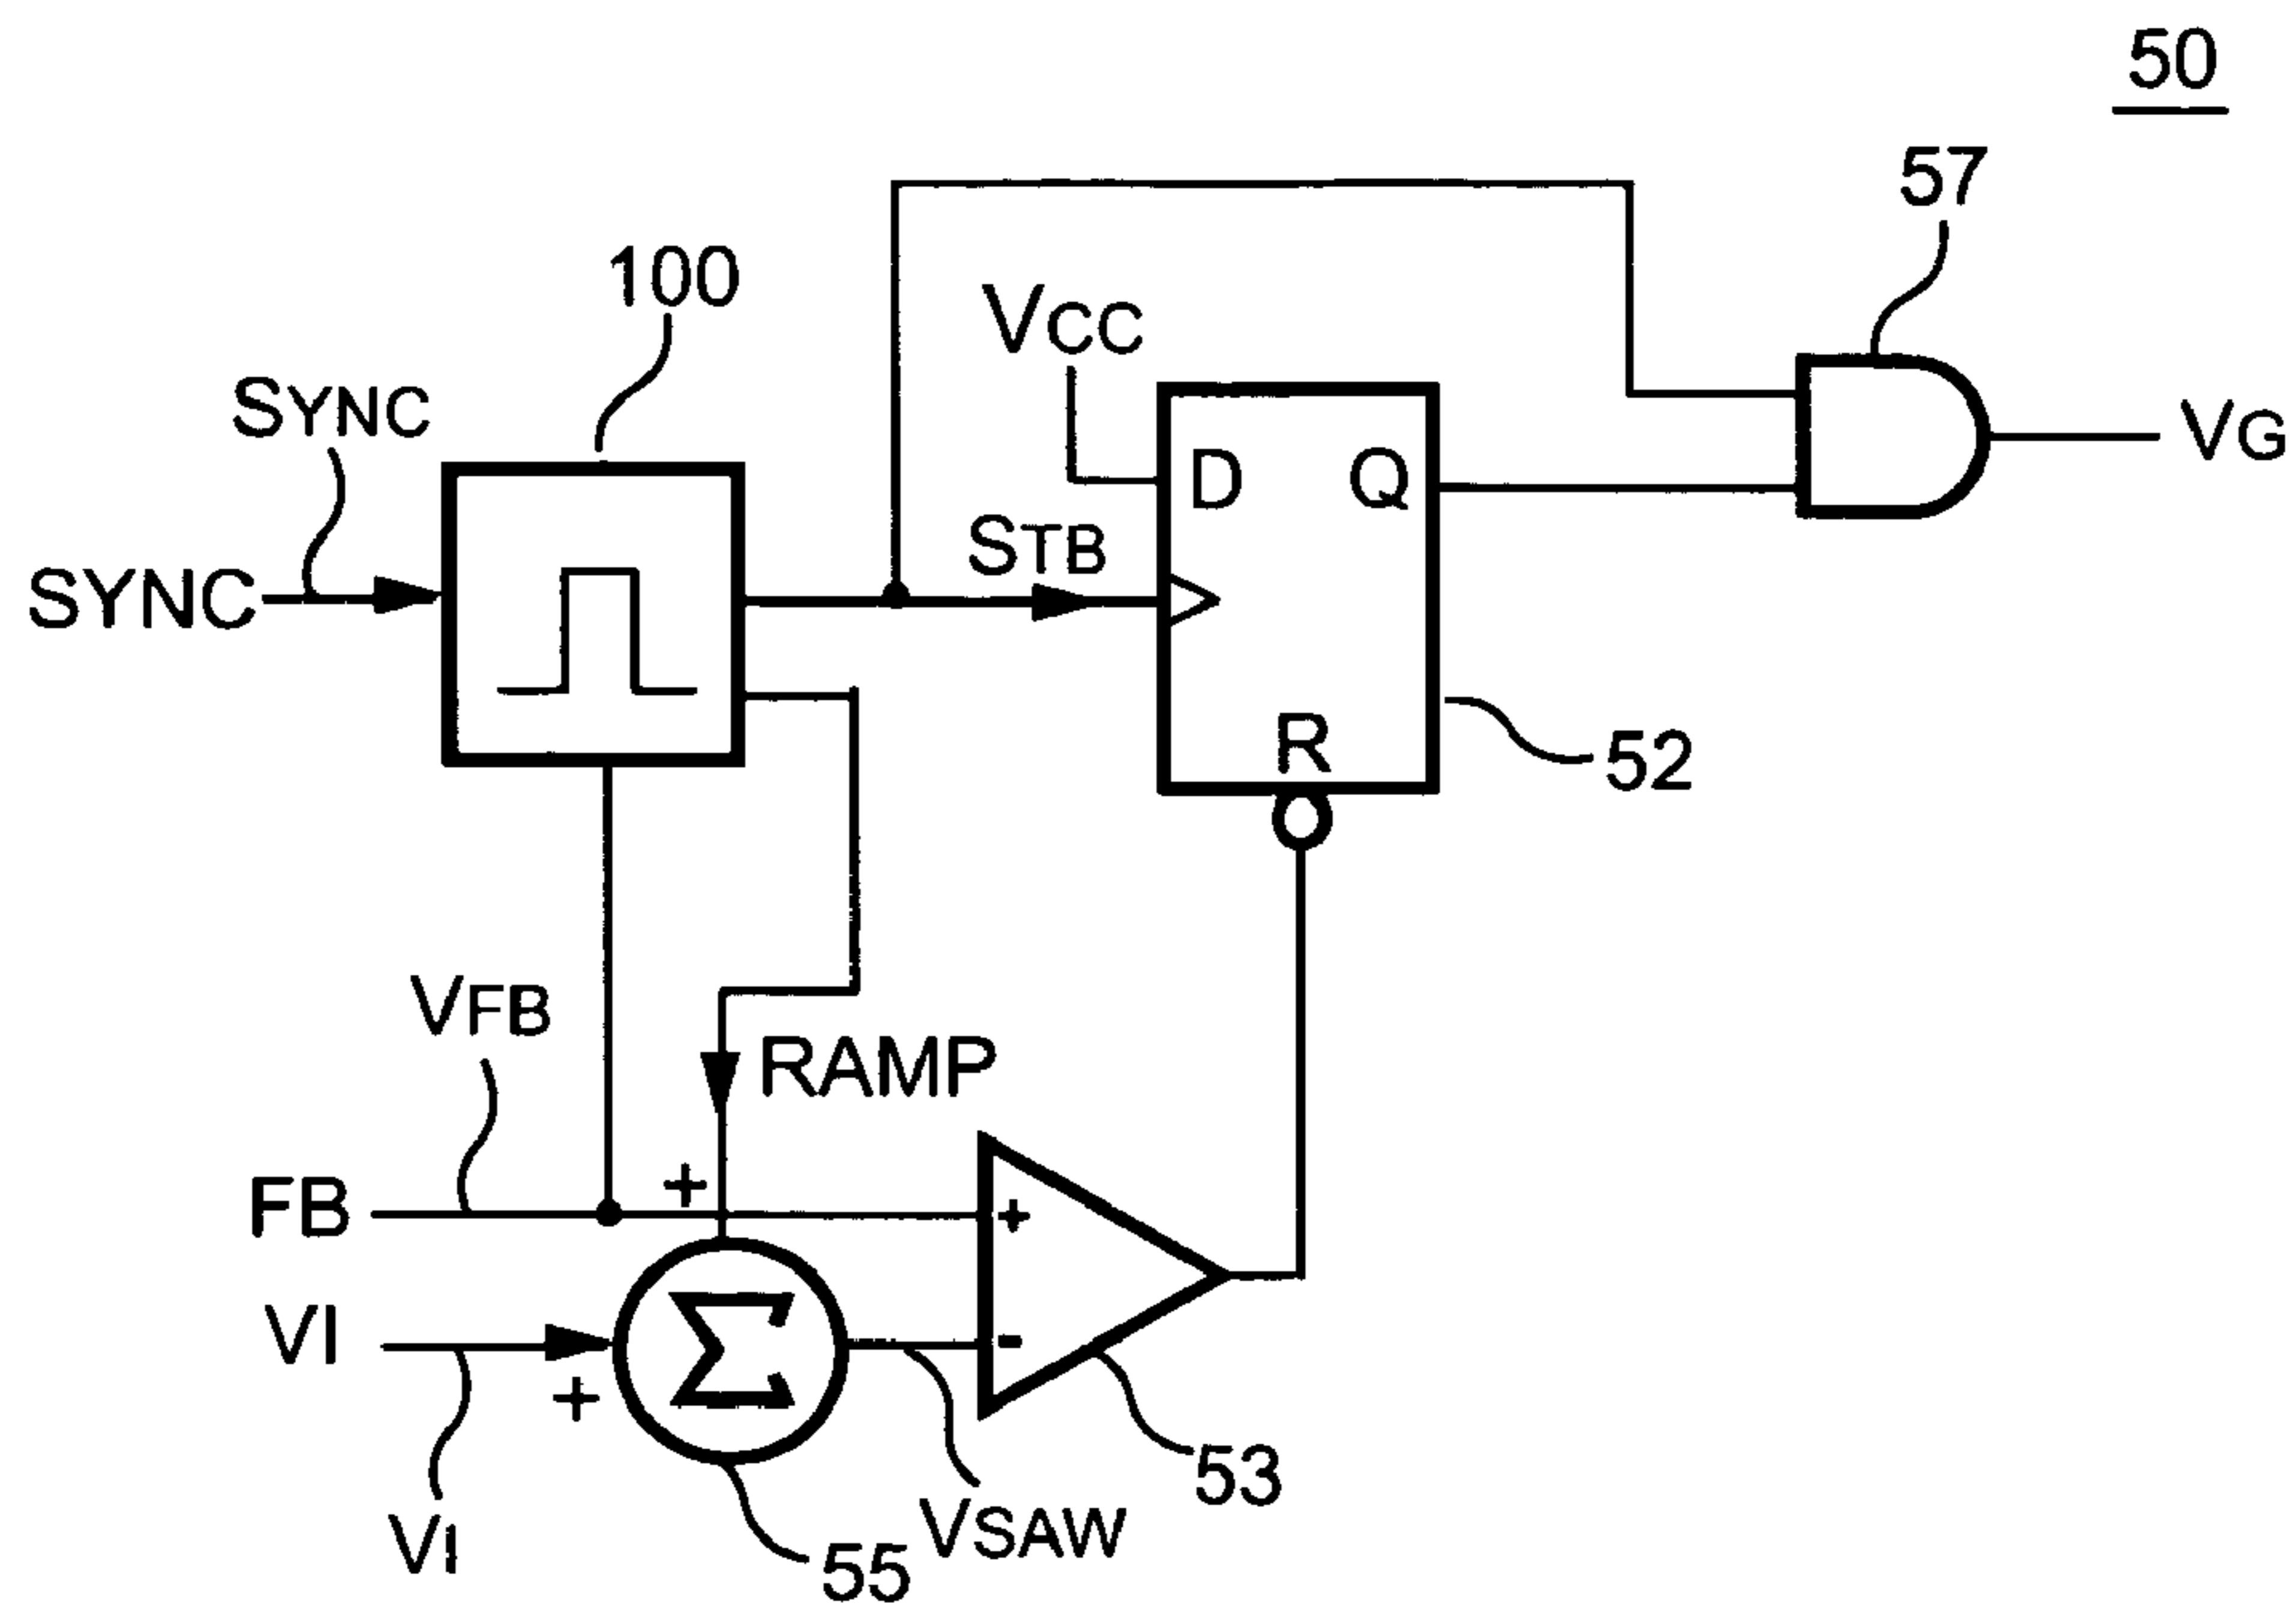 50
57
100
VCC
SYNC
VG
D
Q
STB
SYNC
R
52
VFB
RAMP
+
FB
+
VI
Σ
-
+
53
VSAW
VI
55